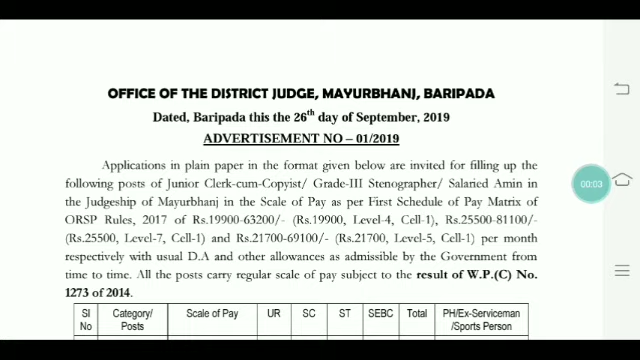 OFFICE OF THE DISTRICT JUDGE, MAYURBHANJ, BARIPADA
Dated, Baripada this the 26th day of September, 2019
ADVERTISEMENT NO – 01/2019
Applications in plain paper in the format given below are invited for filling up the
following posts of Junior Clerk-cum-Copyist/ Grade-III Stenographer/ Salaried Amin in
the Judgeship of Mayurbhanj in the Scale of Pay as per First Schedule of Pay Matrix of
ORSP Rules, 2017 of Rs.19900-63200/- (Rs.19900, Level-4, Cell-1), Rs.25500-81100/-
(Rs.25500, Level-7, Cell-1) and Rs.21700-69100/- (Rs.21700, Level-5, Cell-1) per month
respectively with usual D.A and other allowances as admissible by the Government from
time to time. All the posts carry regular scale of pay subject to the result of W.P.(C) No.
1273 of 2014.
Sl No Category/ Posts Scale of Pay UR SC ST SEBC Total PH/Ex-Serviceman /Sports Person
00:03